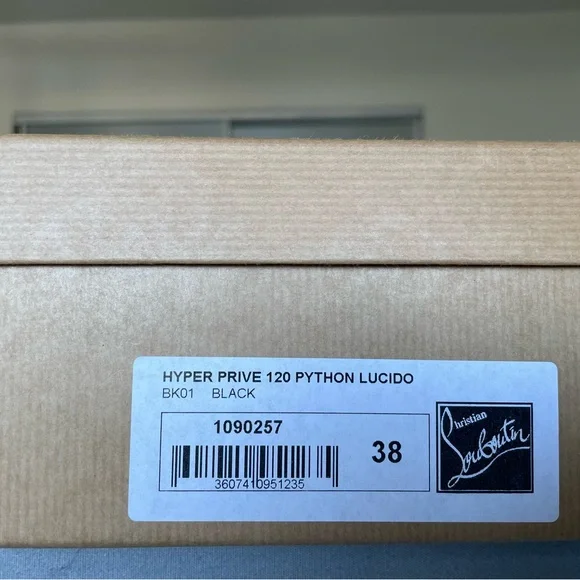 HYPER PRIVE 120 PYTHON LUCIDO
BK01 BLACK
1090257
3607410951235
38
Christian
Louboutin